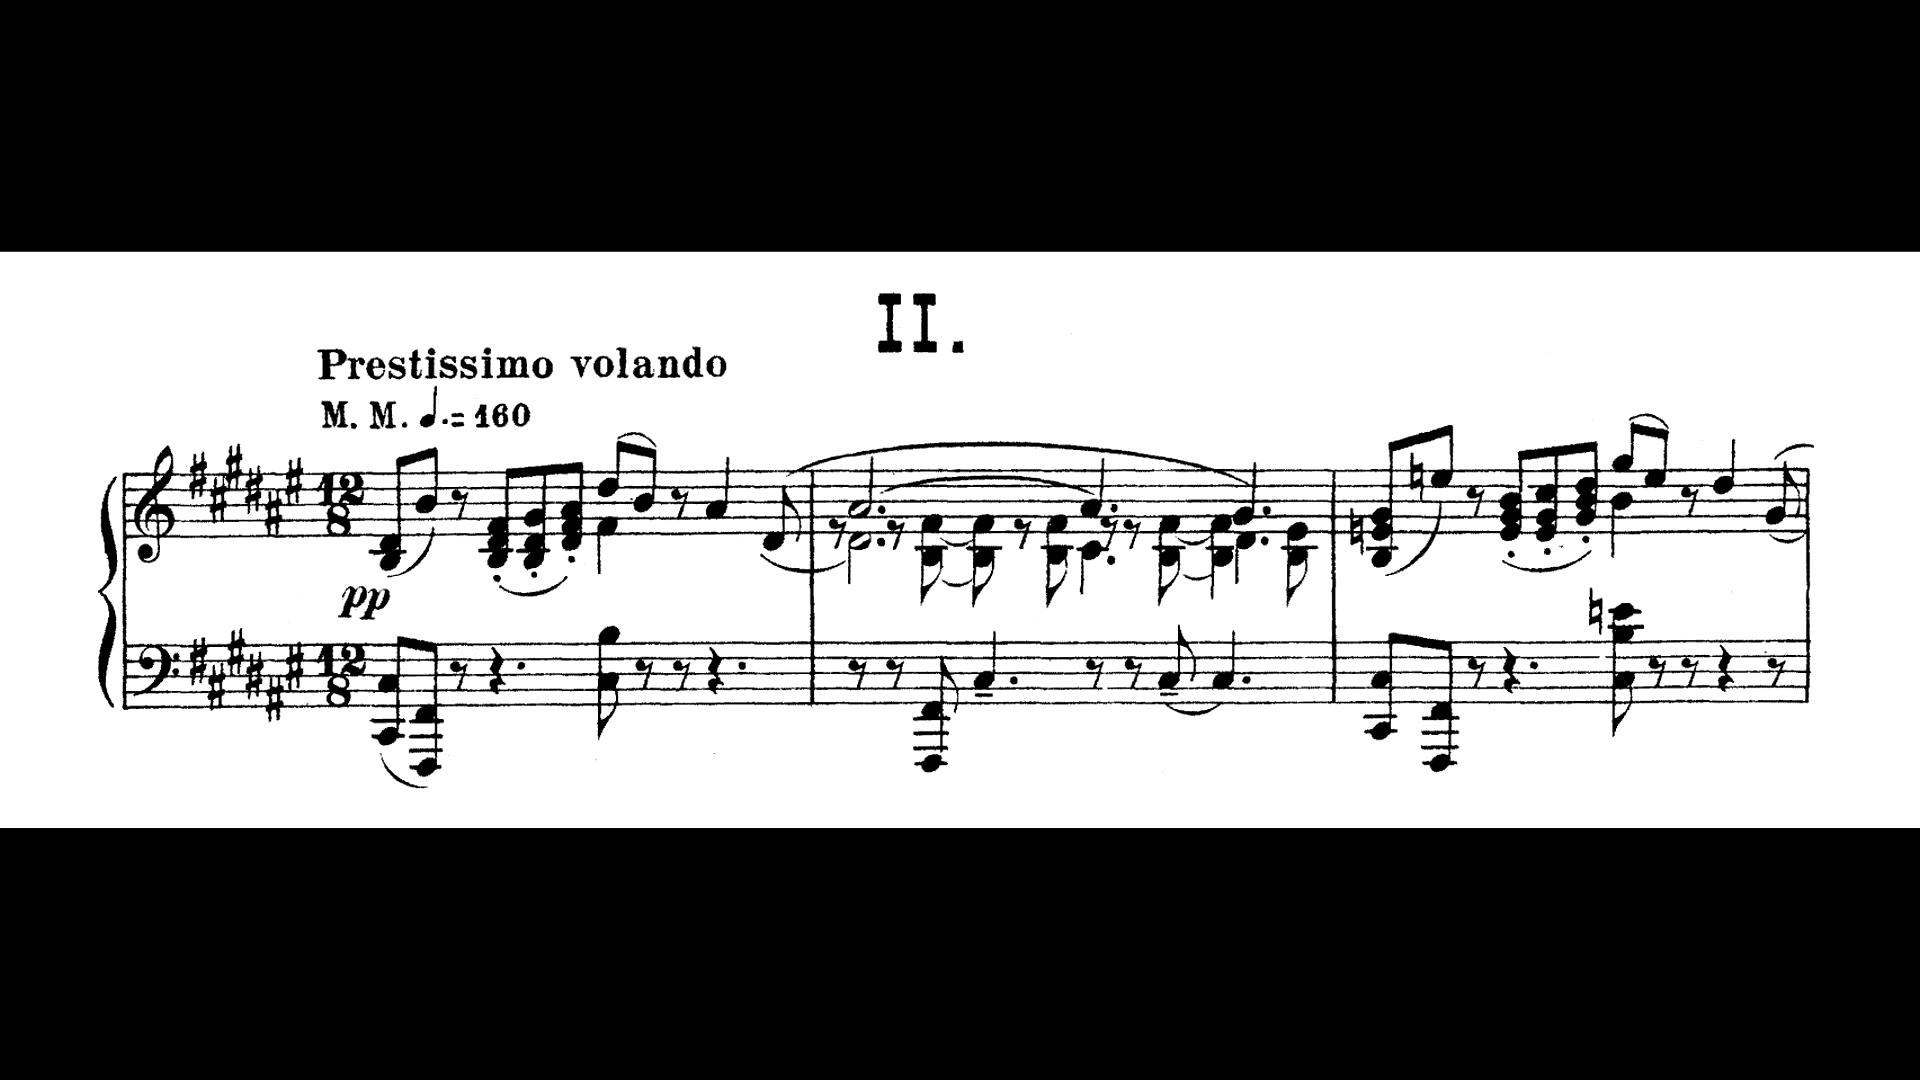 II.
Prestissimo volando
M. M. ♩. = 160
12
8
pp
12
8